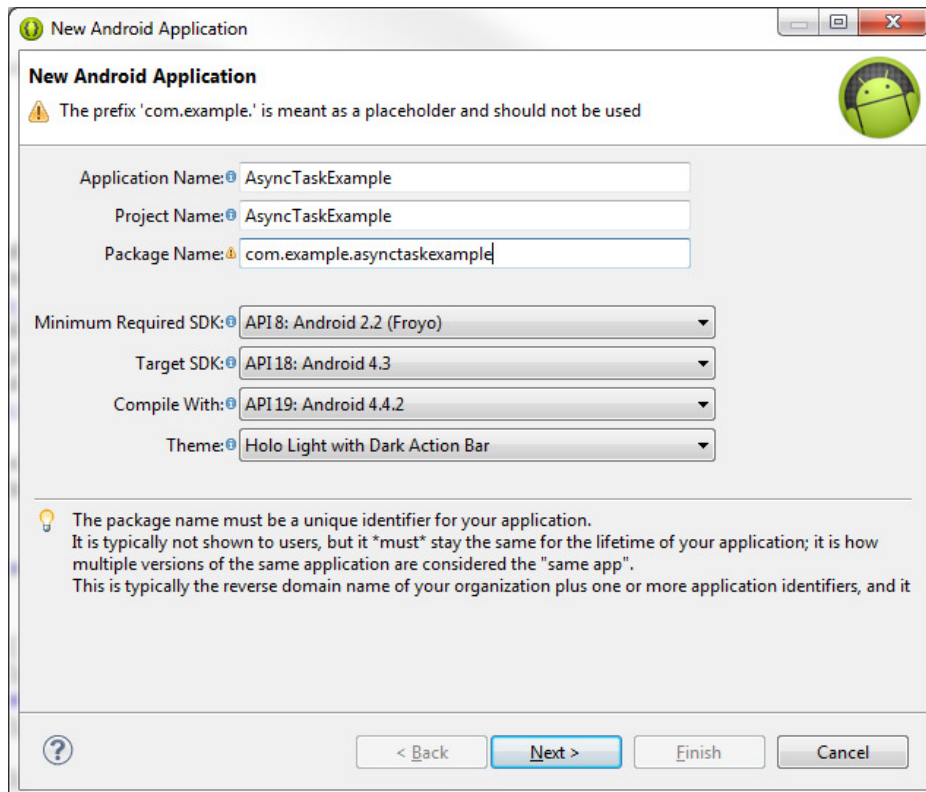 New Android Application
New Android Application
The prefix 'com.example.' is meant as a placeholder and should not be used
Application Name: AsyncTaskExample
Project Name: AsyncTaskExample
Package Name: com.example.asynctaskexample
Minimum Required SDK: API 8: Android 2.2 (Froyo)
Target SDK: API 18: Android 4.3
Compile With: API 19: Android 4.4.2
Theme: Holo Light with Dark Action Bar
The package name must be a unique identifier for your application.
It is typically not shown to users, but it *must* stay the same for the lifetime of your application; it is how
multiple versions of the same application are considered the "same app".
This is typically the reverse domain name of your organization plus one or more application identifiers, and it
< Back Next > Finish Cancel